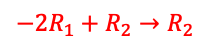 −2R₁ + R₂ → R₂